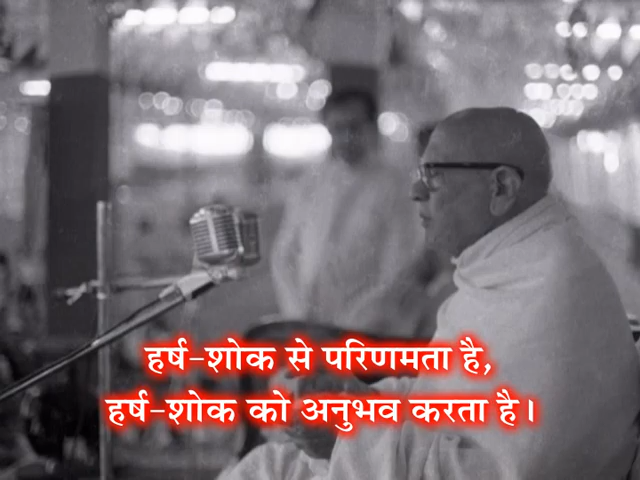 हर्ष-शोक से परिणमता है,
हर्ष-शोक को अनुभव करता है।